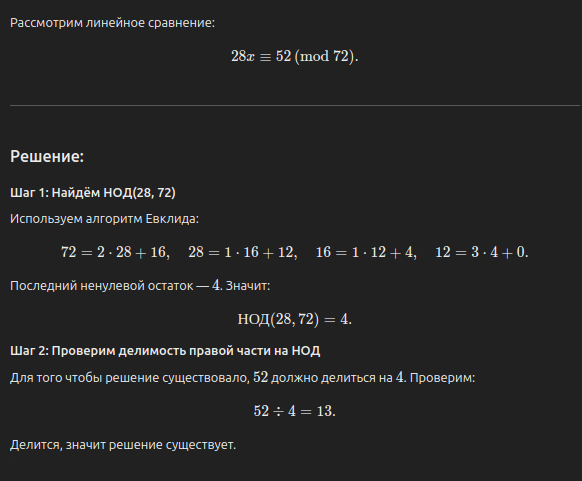 Рассмотрим линейное сравнение:
28x ≡ 52 (mod 72).
Решение:
Шаг 1: Найдём НОД(28, 72)
Используем алгоритм Евклида:
72 = 2 · 28 + 16, 28 = 1 · 16 + 12, 16 = 1 · 12 + 4, 12 = 3 · 4 + 0.
Последний ненулевой остаток — 4. Значит:
НОД(28, 72) = 4.
Шаг 2: Проверим делимость правой части на НОД
Для того чтобы решение существовало, 52 должно делиться на 4. Проверим:
52 ÷ 4 = 13.
Делится, значит решение существует.